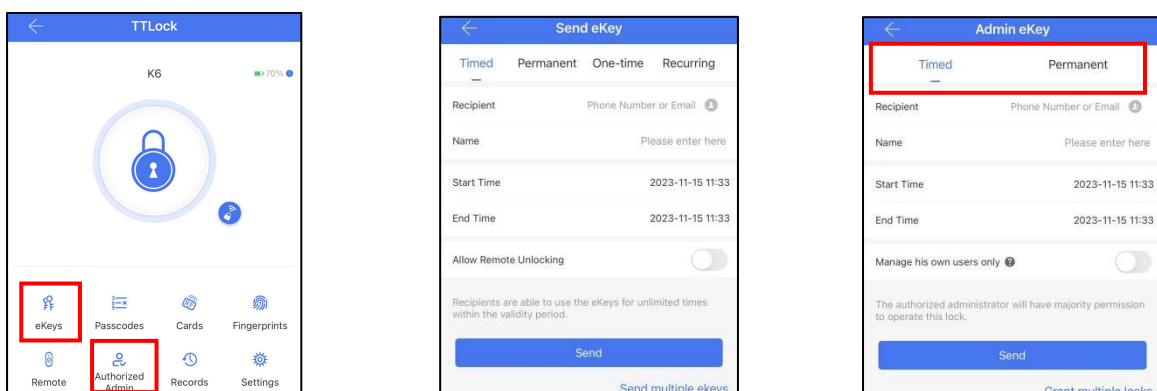 TTLock
K6
70%
eKeys Passcodes Cards Fingerprints
Remote Authorized Admin Records Settings
Send eKey
Timed Permanent One-time Recurring
Recipient Phone Number or Email
Name Please enter here
Start Time 2023-11-15 11:33
End Time 2023-11-15 11:33
Allow Remote Unlocking
Recipients are able to use the eKeys for unlimited times
within the validity period.
Send
Send multiple ekeys
Admin eKey
Timed Permanent
Recipient Phone Number or Email
Name Please enter here
Start Time 2023-11-15 11:33
End Time 2023-11-15 11:33
Manage his own users only
The authorized administrator will have majority permission
to operate this lock.
Send
Grant multiple locks